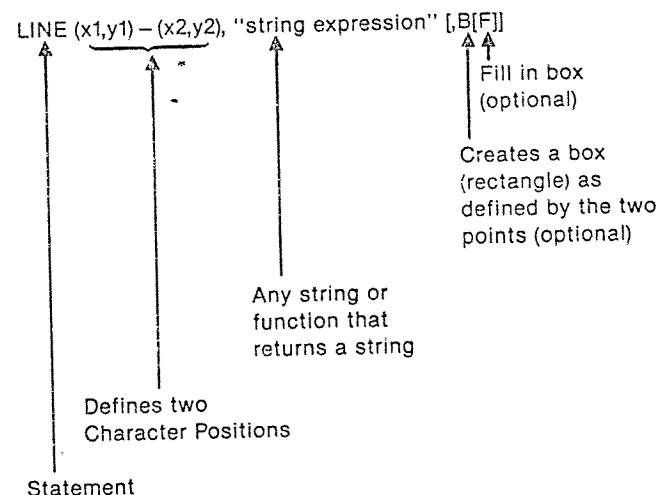 LINE (x1,y1) – (x2,y2), “string expression” [,B[F]]
Fill in box
(optional)
Creates a box
(rectangle) as
defined by the two
points (optional)
Any string or
function that
returns a string
Defines two
Character Positions
Statement